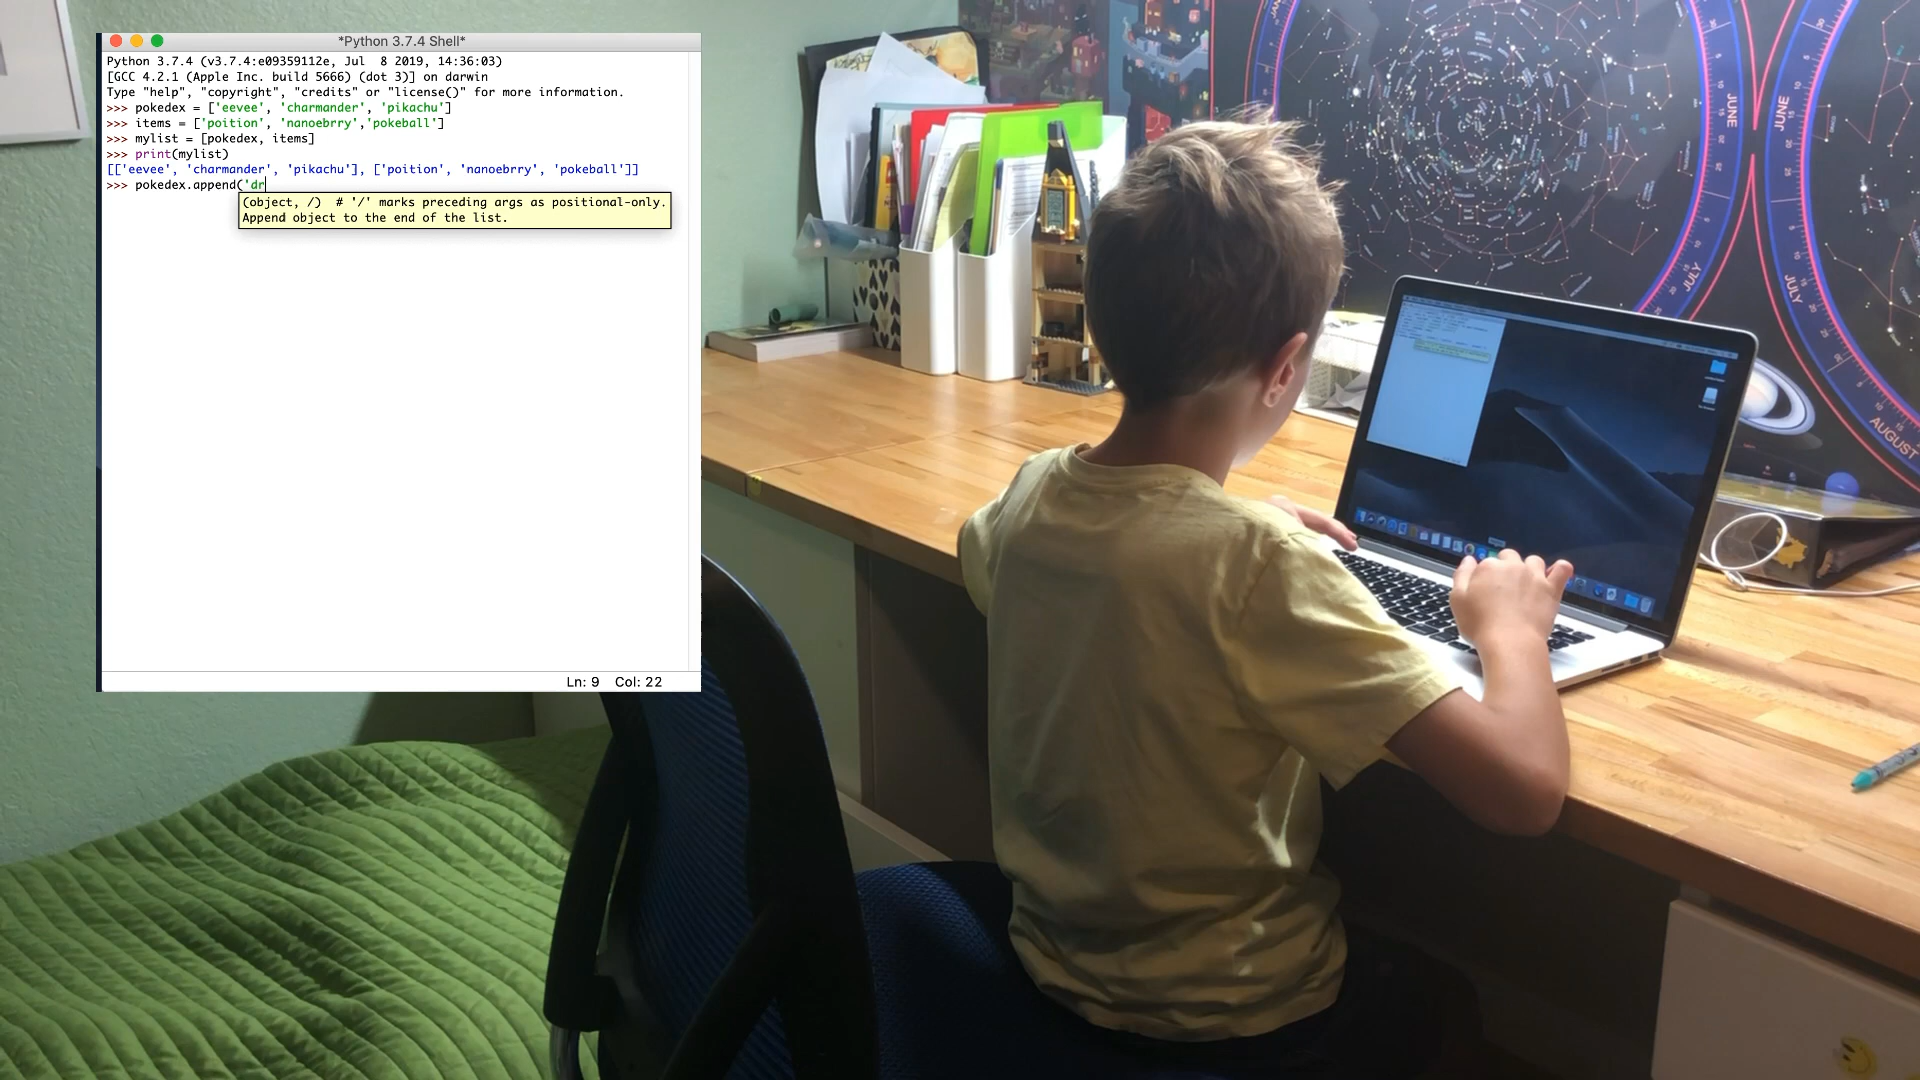 *Python 3.7.4 Shell*
Python 3.7.4 (v3.7.4:e09359112e, Jul  8 2019, 14:36:03)
[GCC 4.2.1 (Apple Inc. build 5666) (dot 3)] on darwin
Type "help", "copyright", "credits" or "license()" for more information.
>>> pokedex = ['eevee', 'charmander', 'pikachu']
>>> items = ['poition', 'nanoebrry','pokeball']
>>> mylist = [pokedex, items]
>>> print(mylist)
[['eevee', 'charmander', 'pikachu'], ['poition', 'nanoebrry', 'pokeball']]
>>> pokedex.append('dr
(object, /)  # '/' marks preceding args as positional-only.
Append object to the end of the list.
Ln: 9  Col: 22
JANUARY
JUNE
JULY
JUNE
JULY
AUGUST